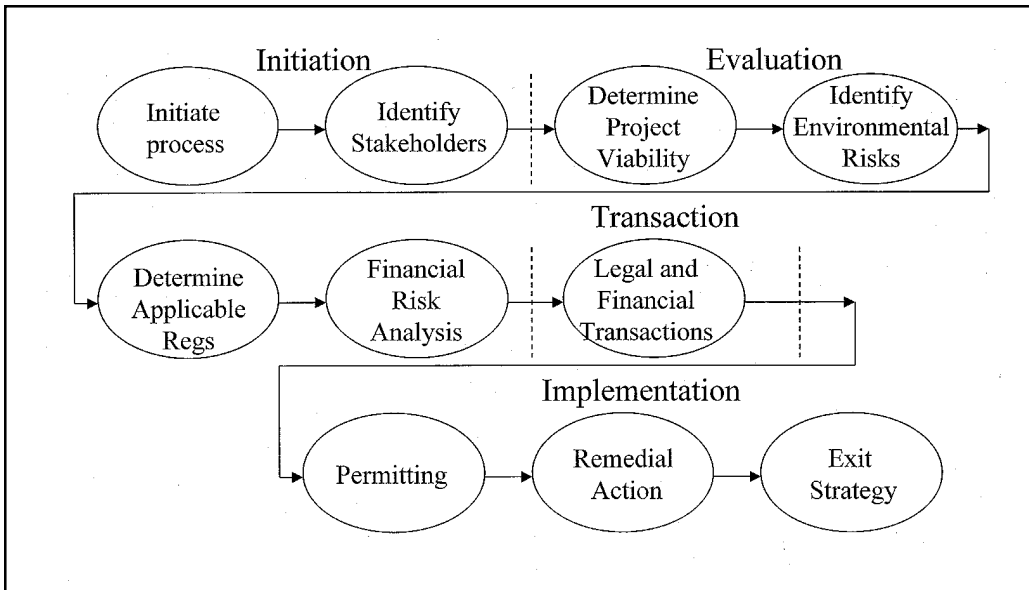 Initiation
Evaluation
Initiate
process
Identify
Stakeholders
Determine
Project
Viability
Identify
Environmental
Risks
Transaction
Determine
Applicable
Regs
Financial
Risk
Analysis
Legal and
Financial
Transactions
Implementation
Permitting
Remedial
Action
Exit
Strategy